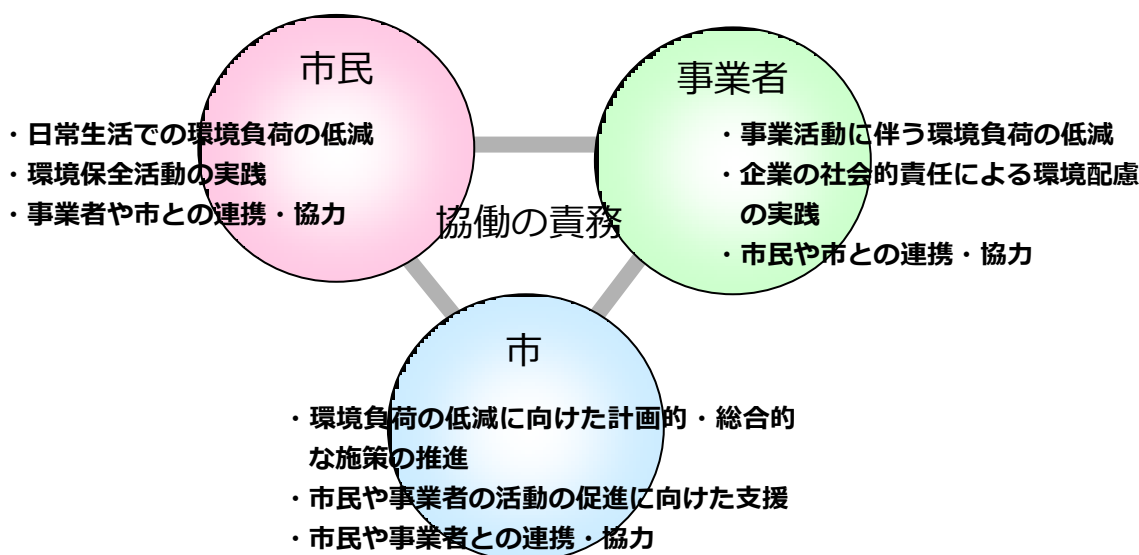 市民
・日常生活での環境負荷の低減
・環境保全活動の実践
・事業者や市との連携・協力
事業者
・事業活動に伴う環境負荷の低減
・企業の社会的責任による環境配慮
の実践
・市民や市との連携・協力
協働の責務
市
・環境負荷の低減に向けた計画的・総合的
な施策の推進
・市民や事業者の活動の促進に向けた支援
・市民や事業者との連携・協力